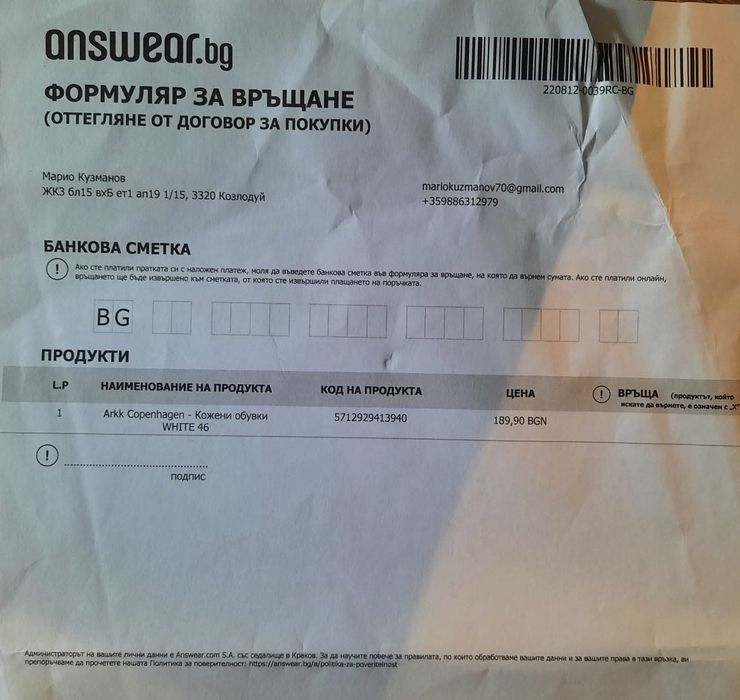 answear.bg
220812-0039RC-BG
ФОРМУЛЯР ЗА ВРЪЩАНЕ
(ОТТЕГЛЯНЕ ОТ ДОГОВОР ЗА ПОКУПКИ)
Марио Кузманов
ЖК3 бл15 вхБ ет1 ап19 1/15, 3320 Козлодуй
mariokuzmanov70@gmail.com
+359886312979
БАНКОВА СМЕТКА
! Ако сте платили пратката си с наложен платеж, моля да въведете банкова сметка във формуляра за връщане, на която да върнем сумата. Ако сте платили онлайн,
връщането ще бъде извършено към сметката, от която сте извършили плащането на поръчката.
BG
ПРОДУКТИ
L.P НАИМЕНОВАНИЕ НА ПРОДУКТА КОД НА ПРОДУКТА ЦЕНА ! ВРЪЩА (продуктът, който
искате да върнете, е означен с „X"
1 Arkk Copenhagen - Кожени обувки 5712929413940 189,90 BGN
WHITE 46
!
подпис
Администраторът на вашите лични данни е Answear.com S.A. със седалище в Краков. За да научите повече за правилата, по които обработваме вашите данни и за вашите права в тази връзка, ви
препоръчваме да прочетете нашата Политика за поверителност: https://answear.bg/a/politika-za-poveritelnost